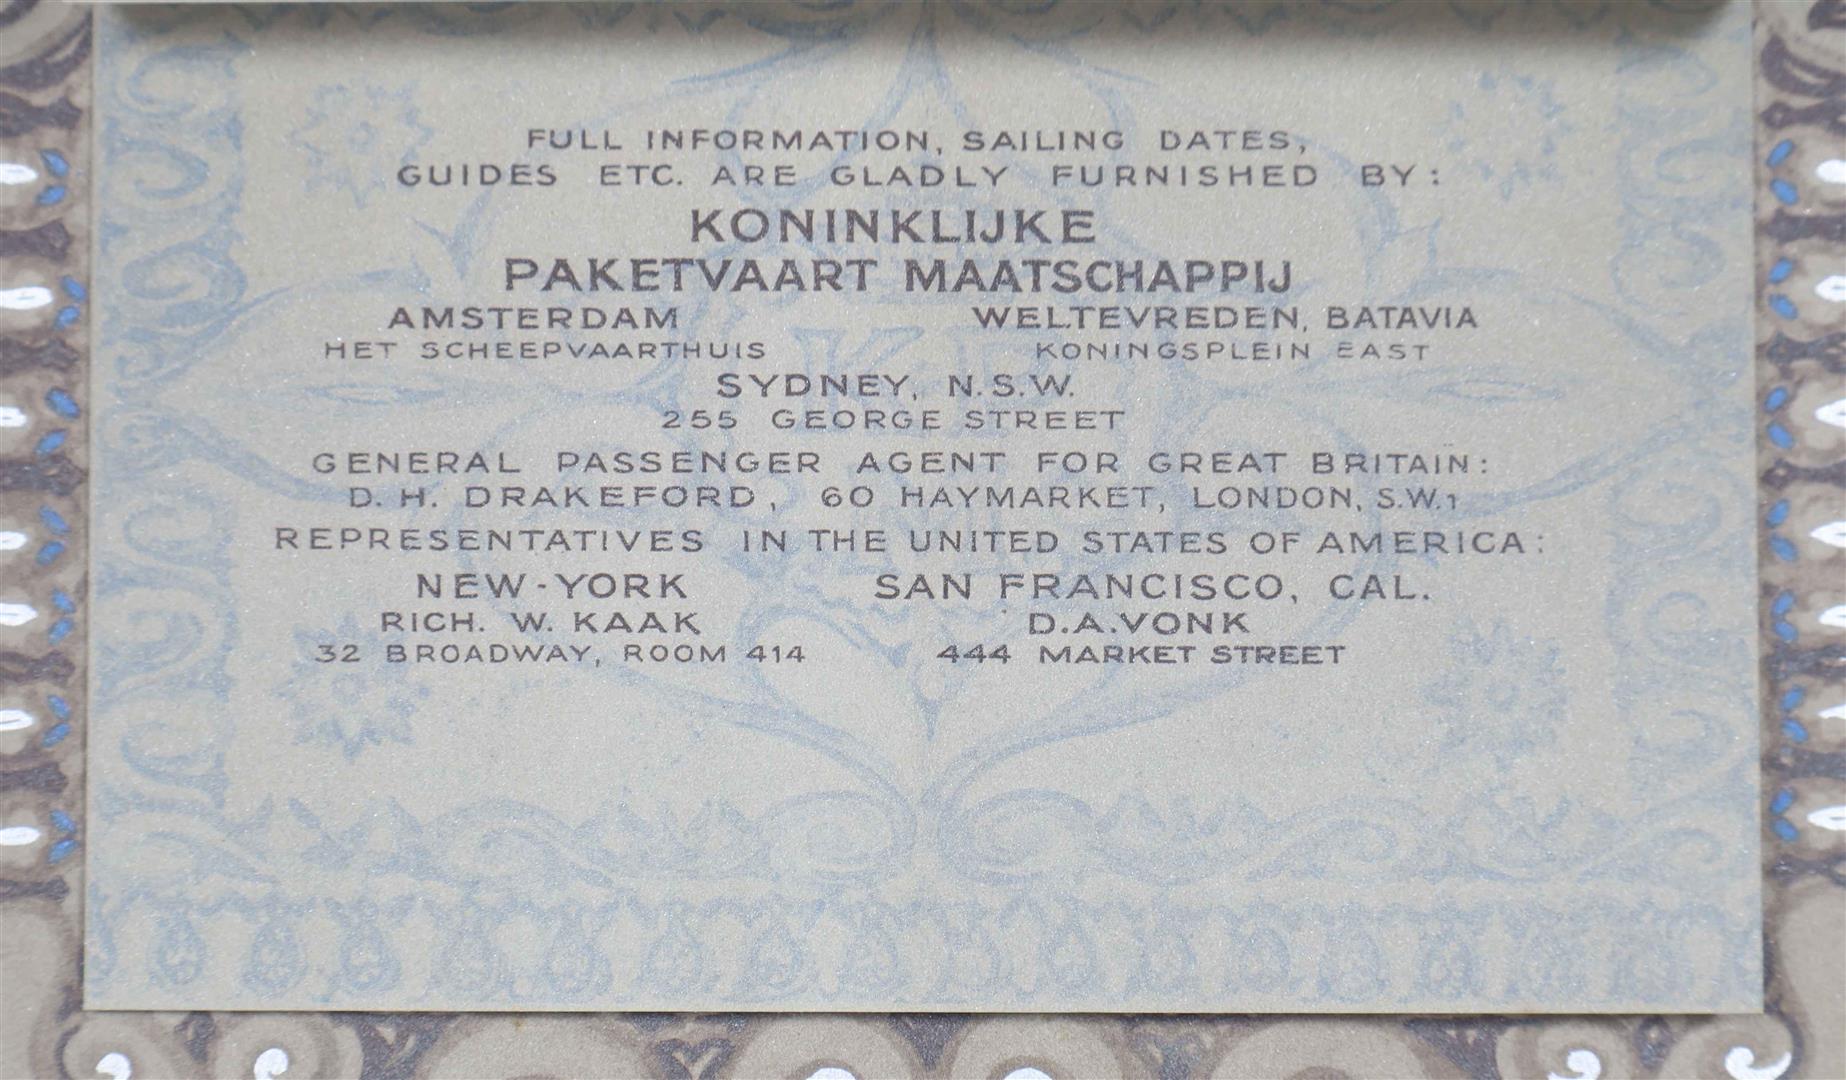 FULL INFORMATION, SAILING DATES,
GUIDES ETC. ARE GLADLY FURNISHED BY:
KONINKLIJKE
PAKETVAART MAATSCHAPPIJ
AMSTERDAM WELTEVREDEN, BATAVIA
HET SCHEEPVAARTHUIS KONINGSPLEIN EAST
SYDNEY, N.S.W.
255 GEORGE STREET
GENERAL PASSENGER AGENT FOR GREAT BRITAIN:
D. H. DRAKEFORD, 60 HAYMARKET, LONDON, S.W.1
REPRESENTATIVES IN THE UNITED STATES OF AMERICA:
NEW-YORK SAN FRANCISCO, CAL.
RICH. W. KAAK D.A.VONK
32 BROADWAY, ROOM 414 444 MARKET STREET